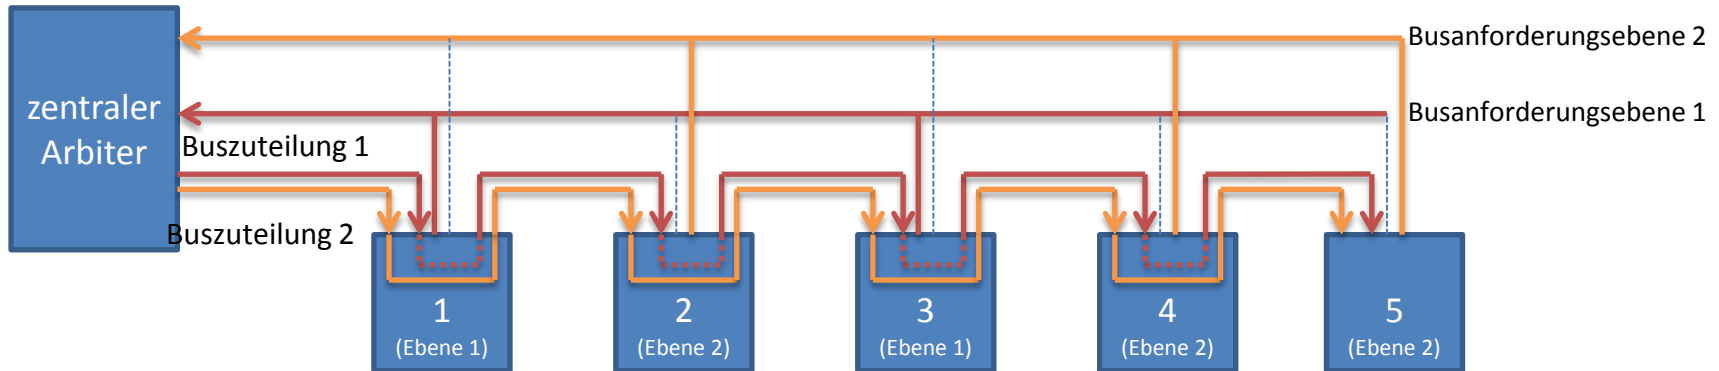 Busanforderungsebene 2
zentraler
Arbiter
Busanforderungsebene 1
Buszuteilung 1
Buszuteilung 2
1
(Ebene 1)
2
(Ebene 2)
3
(Ebene 1)
4
(Ebene 2)
5
(Ebene 2)